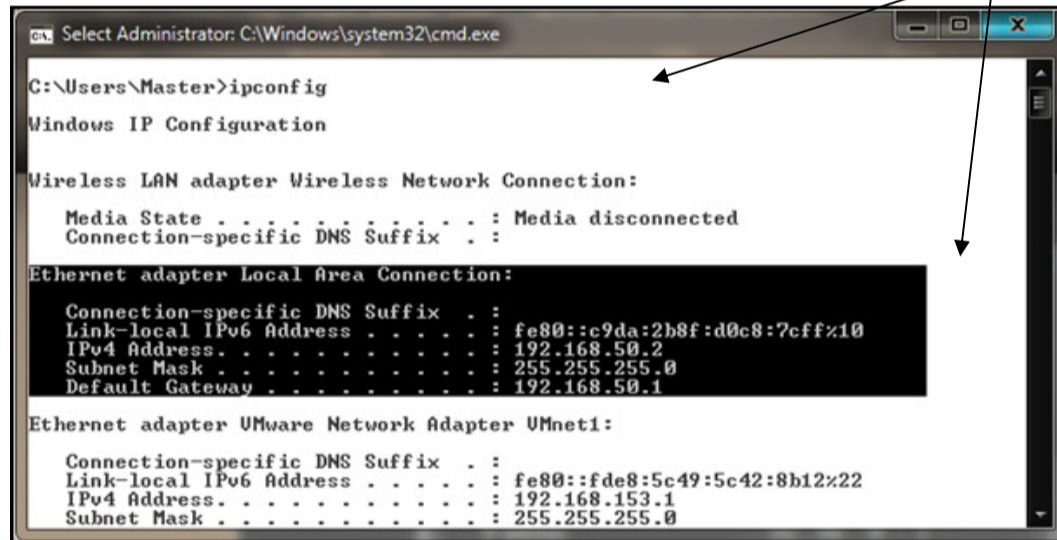 Select Administrator: C:\Windows\system32\cmd.exe
C:\Users\Master>ipconfig
Windows IP Configuration
Wireless LAN adapter Wireless Network Connection:
Media State . . . . . . . . . . . : Media disconnected
Connection-specific DNS Suffix . :
Ethernet adapter Local Area Connection:
Connection-specific DNS Suffix . :
Link-local IPv6 Address . . . . . : fe80::c9da:2b8f:d0c8:7cff%10
IPv4 Address. . . . . . . . . . . : 192.168.50.2
Subnet Mask . . . . . . . . . . . : 255.255.255.0
Default Gateway . . . . . . . . . : 192.168.50.1
Ethernet adapter VMware Network Adapter VMnet1:
Connection-specific DNS Suffix . :
Link-local IPv6 Address . . . . . : fe80::fde8:5c49:5c42:8b12%22
IPv4 Address. . . . . . . . . . . : 192.168.153.1
Subnet Mask . . . . . . . . . . . : 255.255.255.0